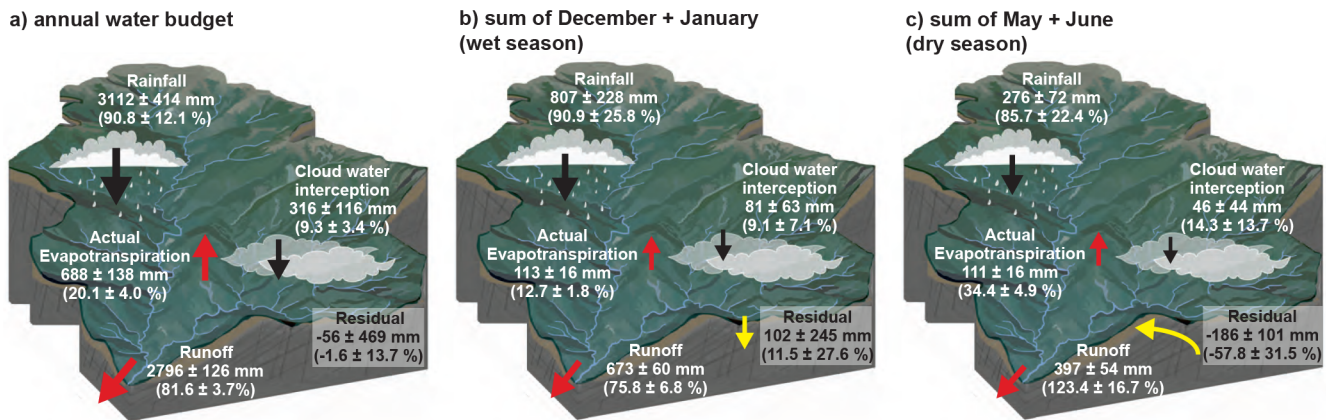 a) annual water budget
Rainfall
3112 ± 414 mm
(90.8 ± 12.1 %)
Cloud water
interception
316 ± 116 mm
(9.3 ± 3.4 %)
Actual
Evapotranspiration
688 ± 138 mm
(20.1 ± 4.0 %)
Residual
-56 ± 469 mm
(-1.6 ± 13.7 %)
Runoff
2796 ± 126 mm
(81.6 ± 3.7%)
b) sum of December + January
(wet season)
Rainfall
807 ± 228 mm
(90.9 ± 25.8 %)
Cloud water
interception
81 ± 63 mm
(9.1 ± 7.1 %)
Actual
Evapotranspiration
113 ± 16 mm
(12.7 ± 1.8 %)
Residual
102 ± 245 mm
(11.5 ± 27.6 %)
Runoff
673 ± 60 mm
(75.8 ± 6.8 %)
c) sum of May + June
(dry season)
Rainfall
276 ± 72 mm
(85.7 ± 22.4 %)
Cloud water
interception
46 ± 44 mm
(14.3 ± 13.7 %)
Actual
Evapotranspiration
111 ± 16 mm
(34.4 ± 4.9 %)
Residual
-186 ± 101 mm
(-57.8 ± 31.5 %)
Runoff
397 ± 54 mm
(123.4 ± 16.7 %)